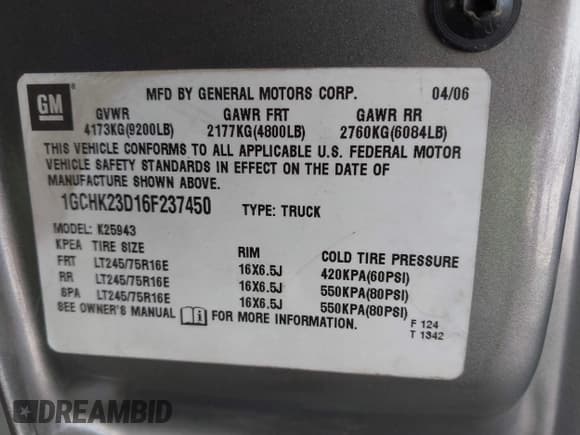 GM
MFD BY GENERAL MOTORS CORP. 04/06
GVWR GAWR FRT GAWR RR
4173KG(9200LB) 2177KG(4800LB) 2760KG(6084LB)
THIS VEHICLE CONFORMS TO ALL APPLICABLE U.S. FEDERAL MOTOR
VEHICLE SAFETY STANDARDS IN EFFECT ON THE DATE OF
MANUFACTURE SHOWN ABOVE.
1GCHK23D16F237450 TYPE: TRUCK
MODEL: K25943
KPEA TIRE SIZE RIM COLD TIRE PRESSURE
FRT LT245/75R16E 16X6.5J 420KPA(60PSI)
RR LT245/75R16E 16X6.5J 550KPA(80PSI)
SPA LT245/75R16E 16X6.5J 550KPA(80PSI)
SEE OWNER'S MANUAL i FOR MORE INFORMATION.
F 124
T 1342
DREAMBID